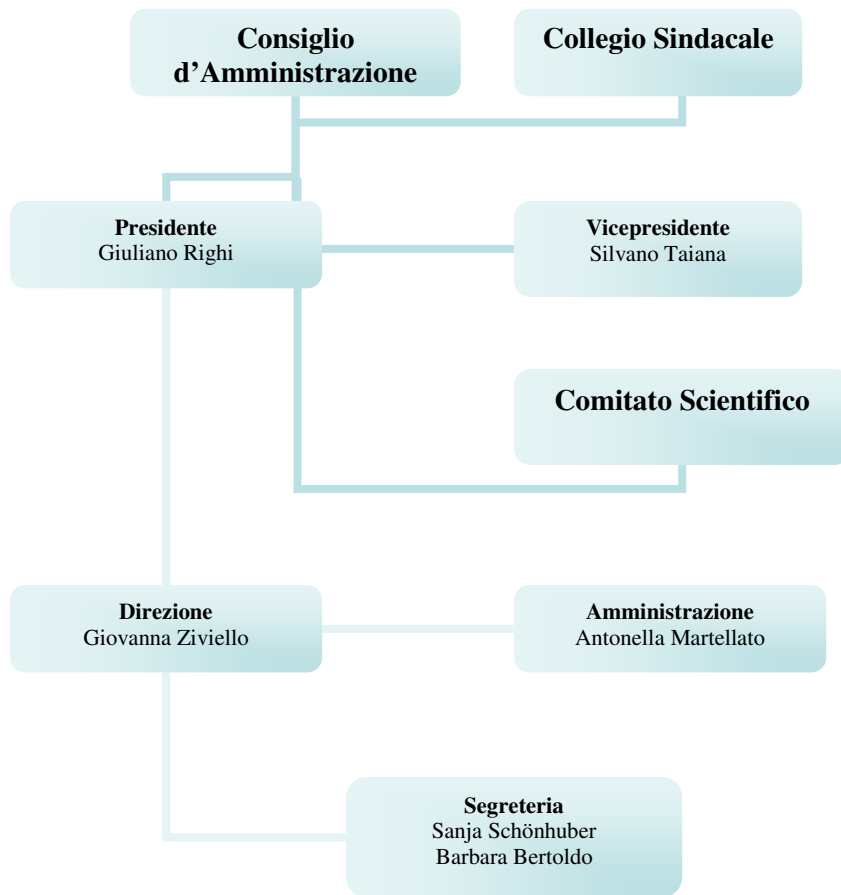 Consiglio
d’Amministrazione
Collegio Sindacale
Presidente
Giuliano Righi
Vicepresidente
Silvano Taiana
Comitato Scientifico
Direzione
Giovanna Ziviello
Amministrazione
Antonella Martellato
Segreteria
Sanja Schönhuber
Barbara Bertoldo